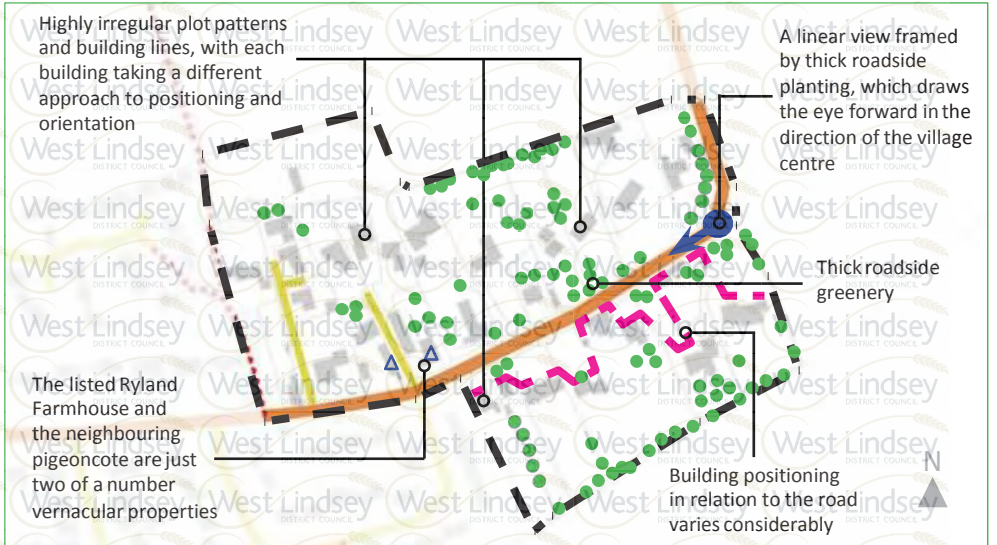 Highly irregular plot patterns
and building lines, with each
building taking a different
approach to positioning and
orientation
A linear view framed
by thick roadside
planting, which draws
the eye forward in the
direction of the village
centre
Thick roadside
greenery
The listed Ryland
Farmhouse and
the neighbouring
pigeoncote are just
two of a number
vernacular properties
Building positioning
in relation to the road
varies considerably
N
West Lindsey
DISTRICT COUNCIL